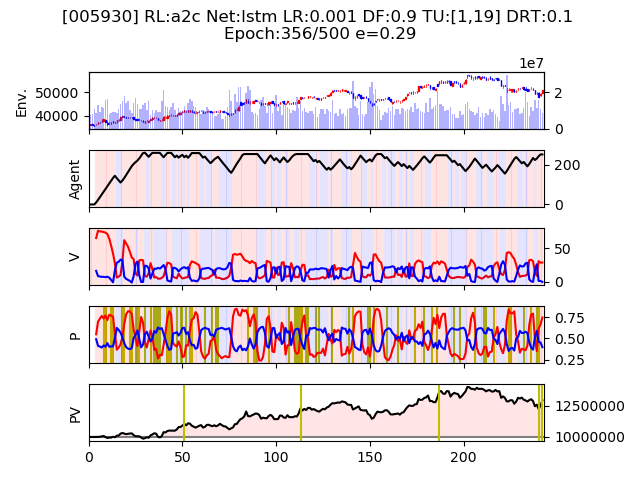 [005930] RL:a2c Net:lstm LR:0.001 DF:0.9 TU:[1,19] DRT:0.1
Epoch:356/500 e=0.29
1e7
Env.
50000
40000
2
0
Agent
200
0
V
50
0
P
0.75
0.50
0.25
PV
12500000
10000000
0 50 100 150 200